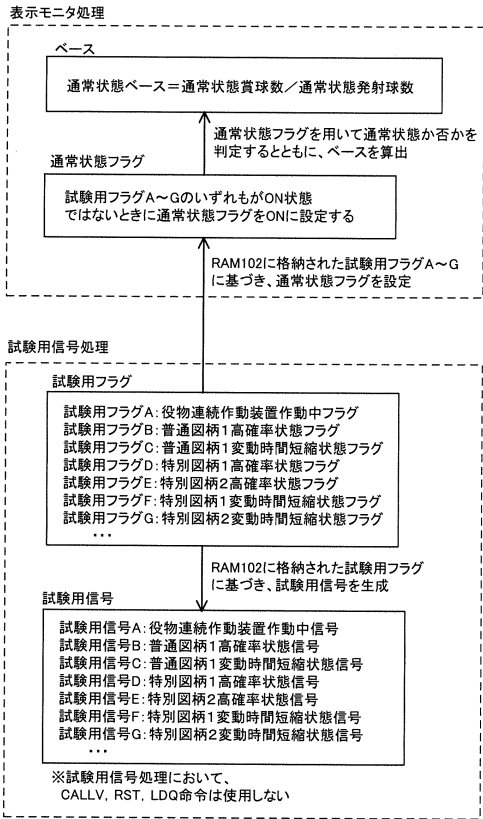 表示モニタ処理
ベース
通常状態ベース＝通常状態賞球数／通常状態発射球数
通常状態フラグを用いて通常状態か否かを
判定するとともに、ベースを算出
通常状態フラグ
試験用フラグA～GのいずれもがON状態
ではないときに通常状態フラグをONに設定する
RAM102に格納された試験用フラグA～G
に基づき、通常状態フラグを設定
試験用信号処理
試験用フラグ
試験用フラグA：役物連続作動装置作動中フラグ
試験用フラグB：普通図柄1高確率状態フラグ
試験用フラグC：普通図柄1変動時間短縮状態フラグ
試験用フラグD：特別図柄1高確率状態フラグ
試験用フラグE：特別図柄2高確率状態フラグ
試験用フラグF：特別図柄1変動時間短縮状態フラグ
試験用フラグG：特別図柄2変動時間短縮状態フラグ
…
RAM102に格納された試験用フラグ
に基づき、試験用信号を生成
試験用信号
試験用信号A：役物連続作動装置作動中信号
試験用信号B：普通図柄1高確率状態信号
試験用信号C：普通図柄1変動時間短縮状態信号
試験用信号D：特別図柄1高確率状態信号
試験用信号E：特別図柄2高確率状態信号
試験用信号F：特別図柄1変動時間短縮状態信号
試験用信号G：特別図柄2変動時間短縮状態信号
…
※試験用信号処理において、
CALLV，RST，LDQ命令は使用しない